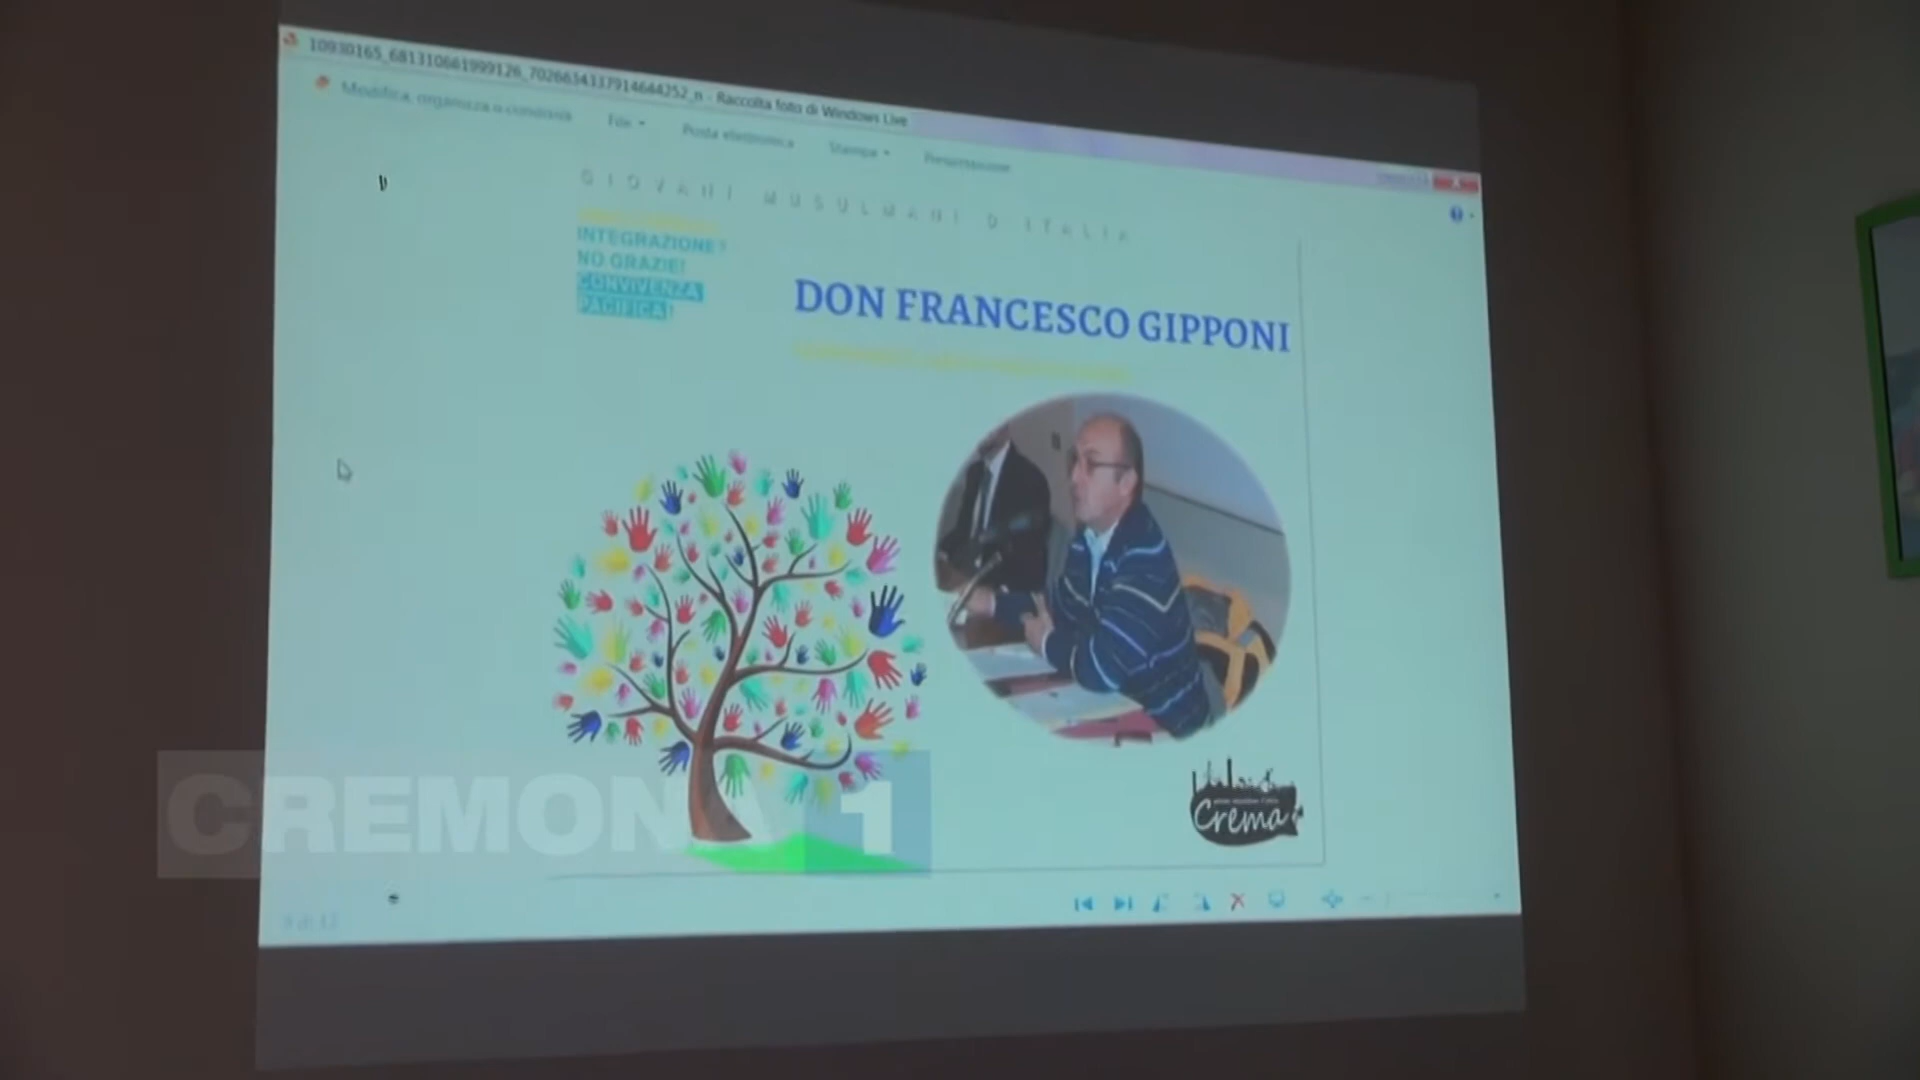 10930165_681310661999126_7026634337914644252_n - Raccolta foto di Windows Live
Modifica, organizza o condividi
File
Posta elettronica
Stampa
Presentazione
GIOVANI MUSULMANI D'ITALIA
INTEGRAZIONE?
NO GRAZIE!
CONVIVENZA
PACIFICA!
DON FRANCESCO GIPPONI
Crema
CREMONA 1